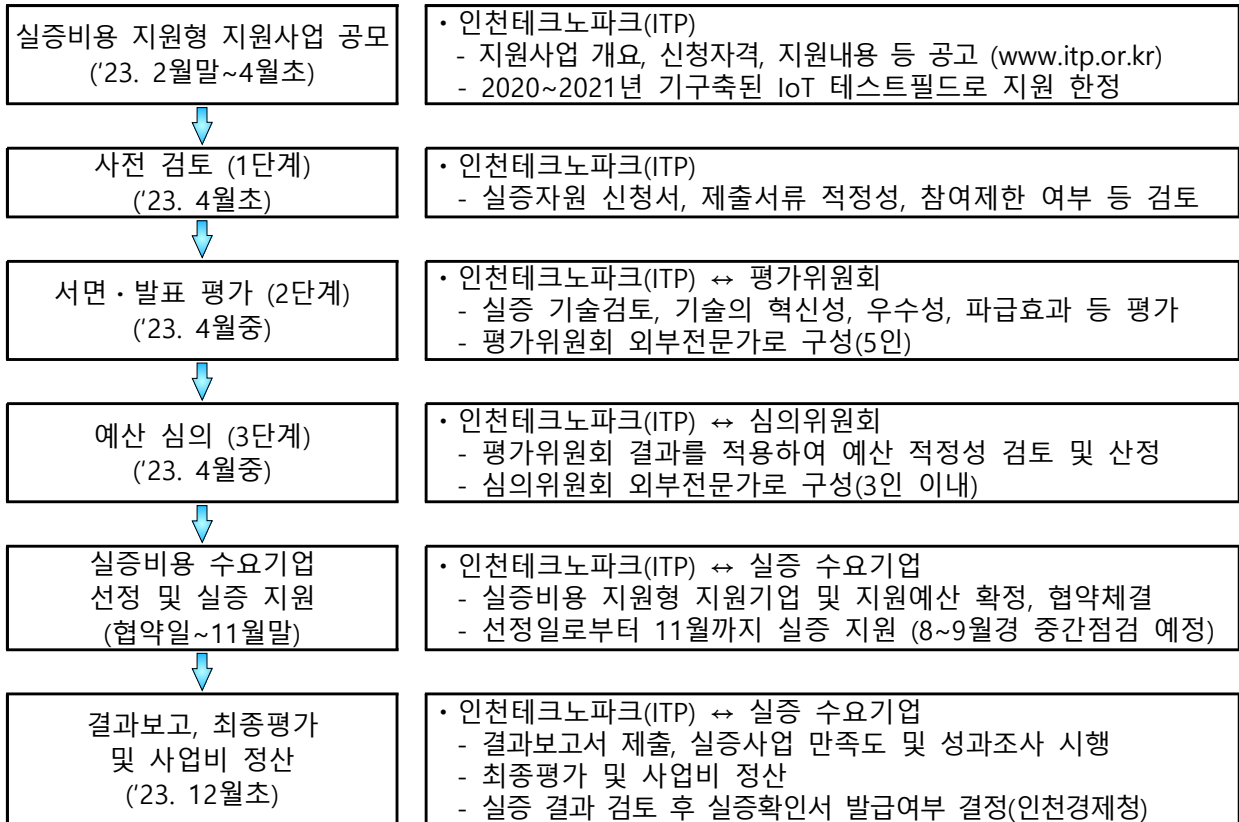 실증비용 지원형 지원사업 공모
('23. 2월말~4월초)
・인천테크노파크(ITP)
- 지원사업 개요, 신청자격, 지원내용 등 공고 (www.itp.or.kr)
- 2020~2021년 기구축된 IoT 테스트필드로 지원 한정
사전 검토 (1단계)
('23. 4월초)
・인천테크노파크(ITP)
- 실증자원 신청서, 제출서류 적정성, 참여제한 여부 등 검토
서면・발표 평가 (2단계)
('23. 4월중)
・인천테크노파크(ITP) ↔ 평가위원회
- 실증 기술검토, 기술의 혁신성, 우수성, 파급효과 등 평가
- 평가위원회 외부전문가로 구성(5인)
예산 심의 (3단계)
('23. 4월중)
・인천테크노파크(ITP) ↔ 심의위원회
- 평가위원회 결과를 적용하여 예산 적정성 검토 및 산정
- 심의위원회 외부전문가로 구성(3인 이내)
실증비용 수요기업
선정 및 실증 지원
(협약일~11월말)
・인천테크노파크(ITP) ↔ 실증 수요기업
- 실증비용 지원형 지원기업 및 지원예산 확정, 협약체결
- 선정일로부터 11월까지 실증 지원 (8~9월경 중간점검 예정)
결과보고, 최종평가
및 사업비 정산
('23. 12월초)
・인천테크노파크(ITP) ↔ 실증 수요기업
- 결과보고서 제출, 실증사업 만족도 및 성과조사 시행
- 최종평가 및 사업비 정산
- 실증 결과 검토 후 실증확인서 발급여부 결정(인천경제청)